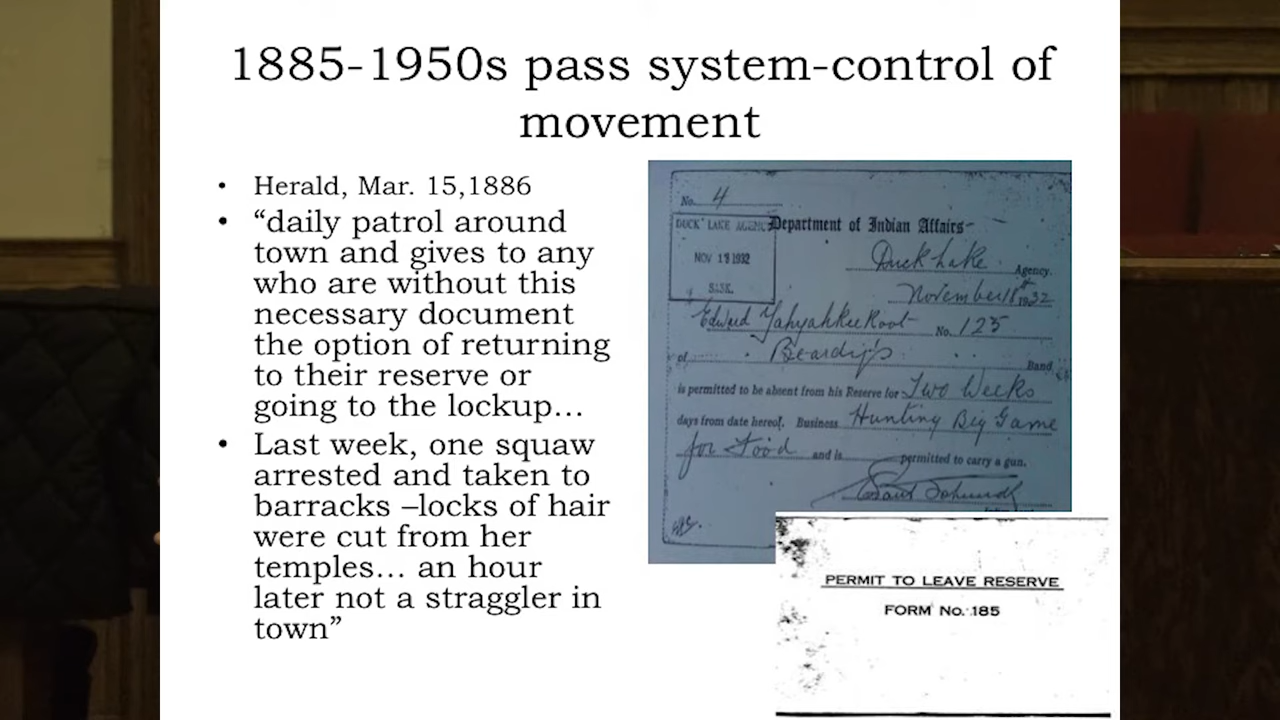 1885-1950s pass system-control of
movement
• Herald, Mar. 15,1886
• “daily patrol around
town and gives to any
who are without this
necessary document
the option of returning
to their reserve or
going to the lockup…
• Last week, one squaw
arrested and taken to
barracks –locks of hair
were cut from her
temples… an hour
later not a straggler in
town”
No. 4
DUCK LAKE AGENCY
NOV 18 1932
SASK.
Department of Indian Affairs-
Duck Lake Agency.
November 18th 1932
Edward No. 125
of Beardy's Band
is permitted to be absent from his Reserve for Two Weeks
days from date hereof. Business Hunting Big Game
for Food and is permitted to carry a gun.
PERMIT TO LEAVE RESERVE
FORM No. 185